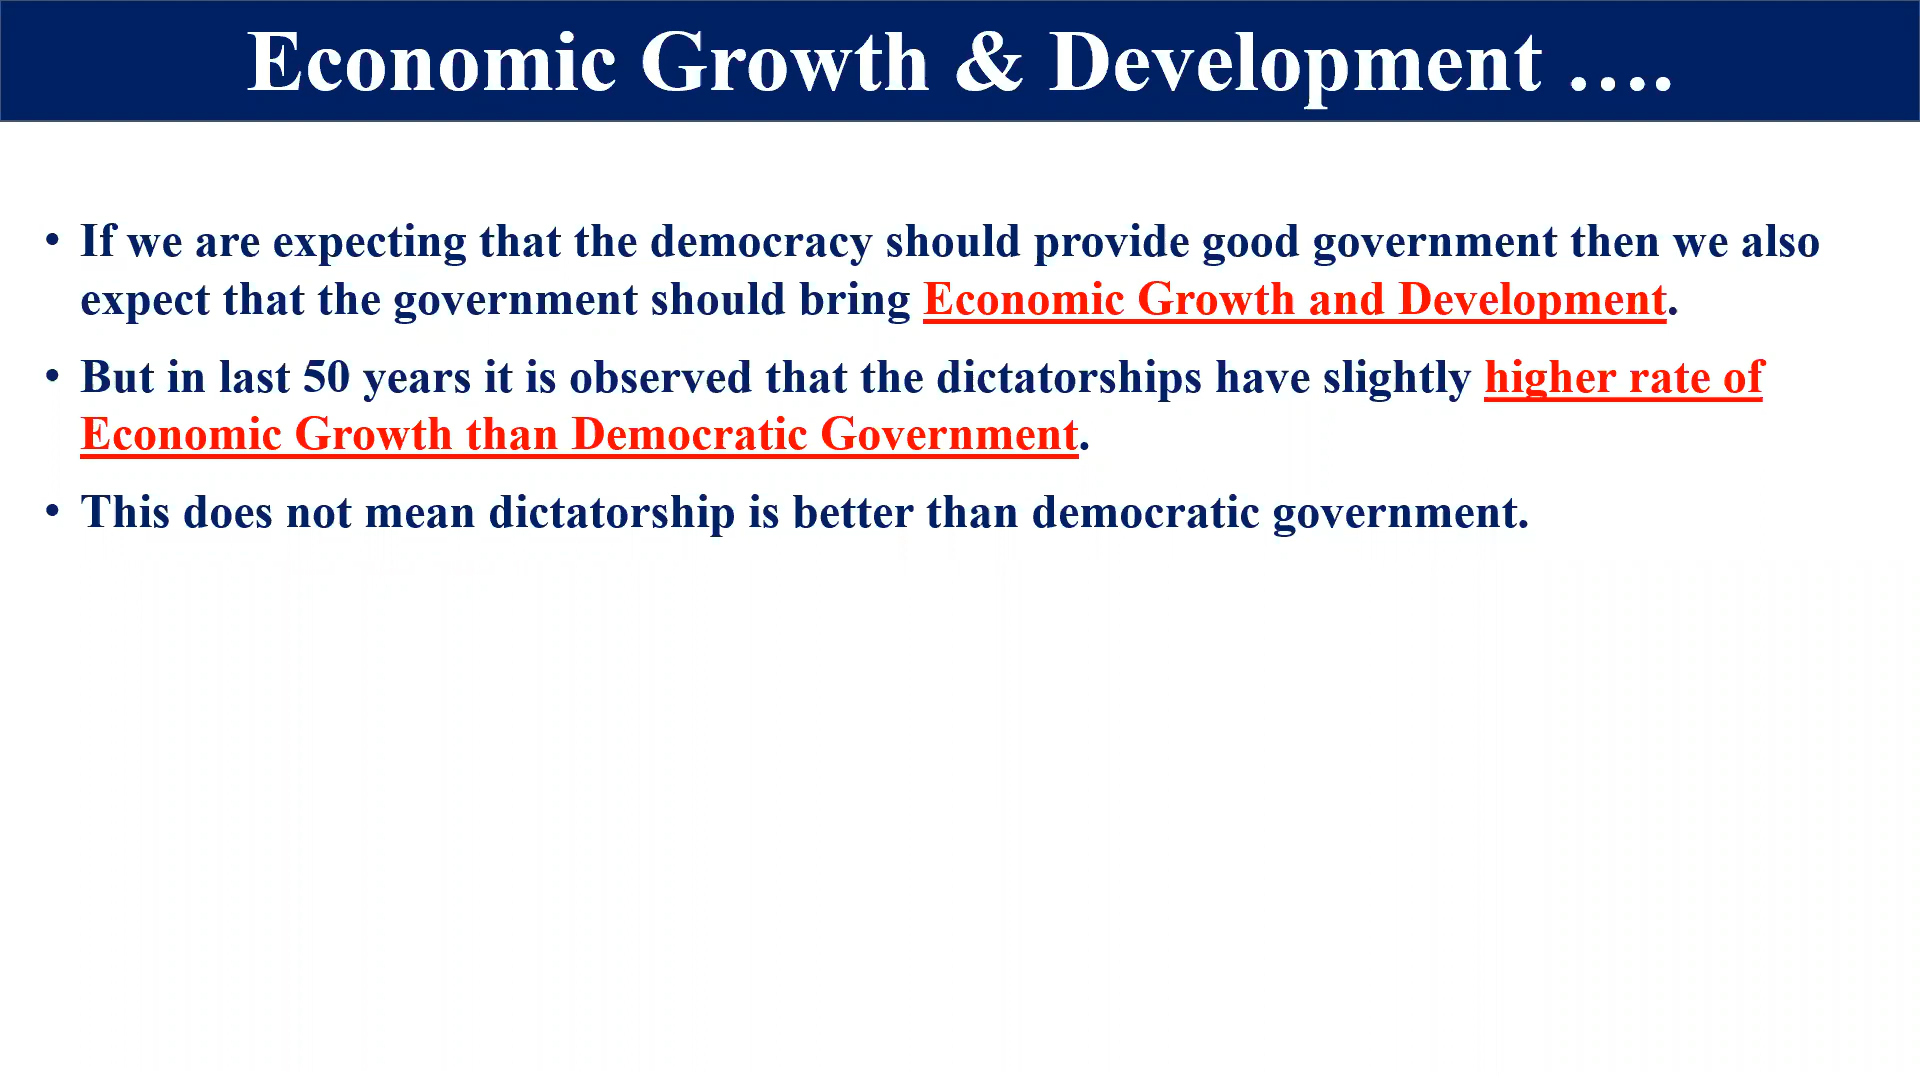 Economic Growth & Development ….
• If we are expecting that the democracy should provide good government then we also
expect that the government should bring Economic Growth and Development.
• But in last 50 years it is observed that the dictatorships have slightly higher rate of
Economic Growth than Democratic Government.
• This does not mean dictatorship is better than democratic government.